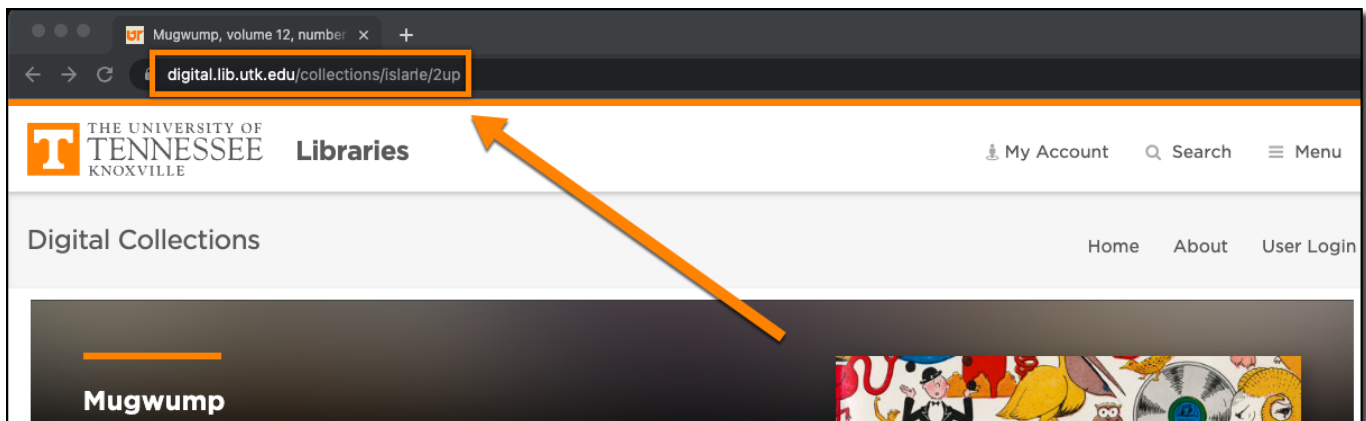 Mugwump, volume 12, number
digital.lib.utk.edu/collections/islarle/2up
THE UNIVERSITY OF
TENNESSEE
KNOXVILLE
Libraries
My Account
Search
Menu
Digital Collections
Home
About
User Login
Mugwump